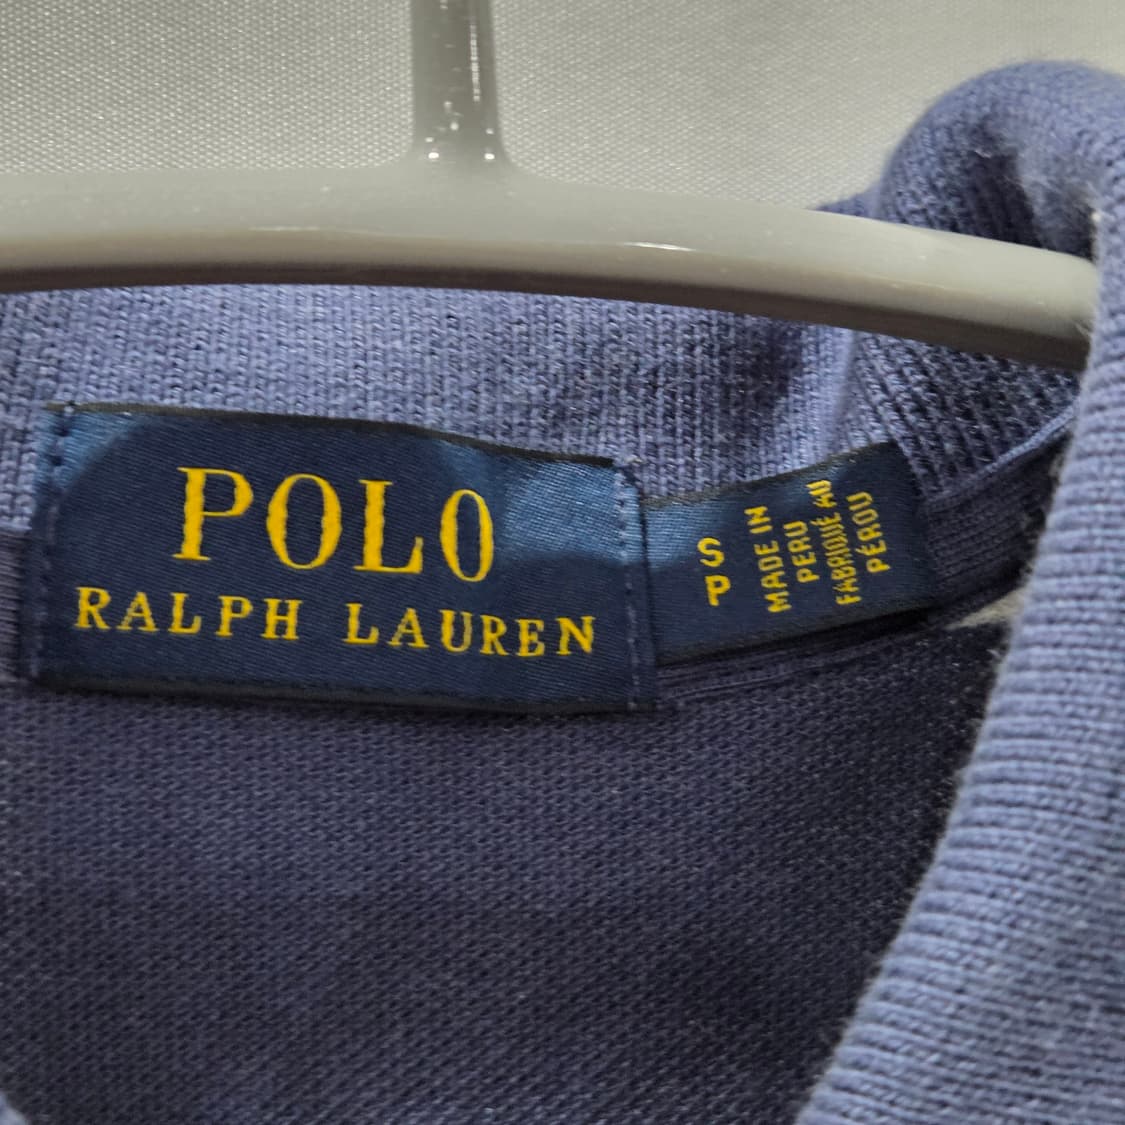 POLO
RALPH LAUREN
S
P
MADE IN
PERU
FABRIQUÉ AU
PÉROU